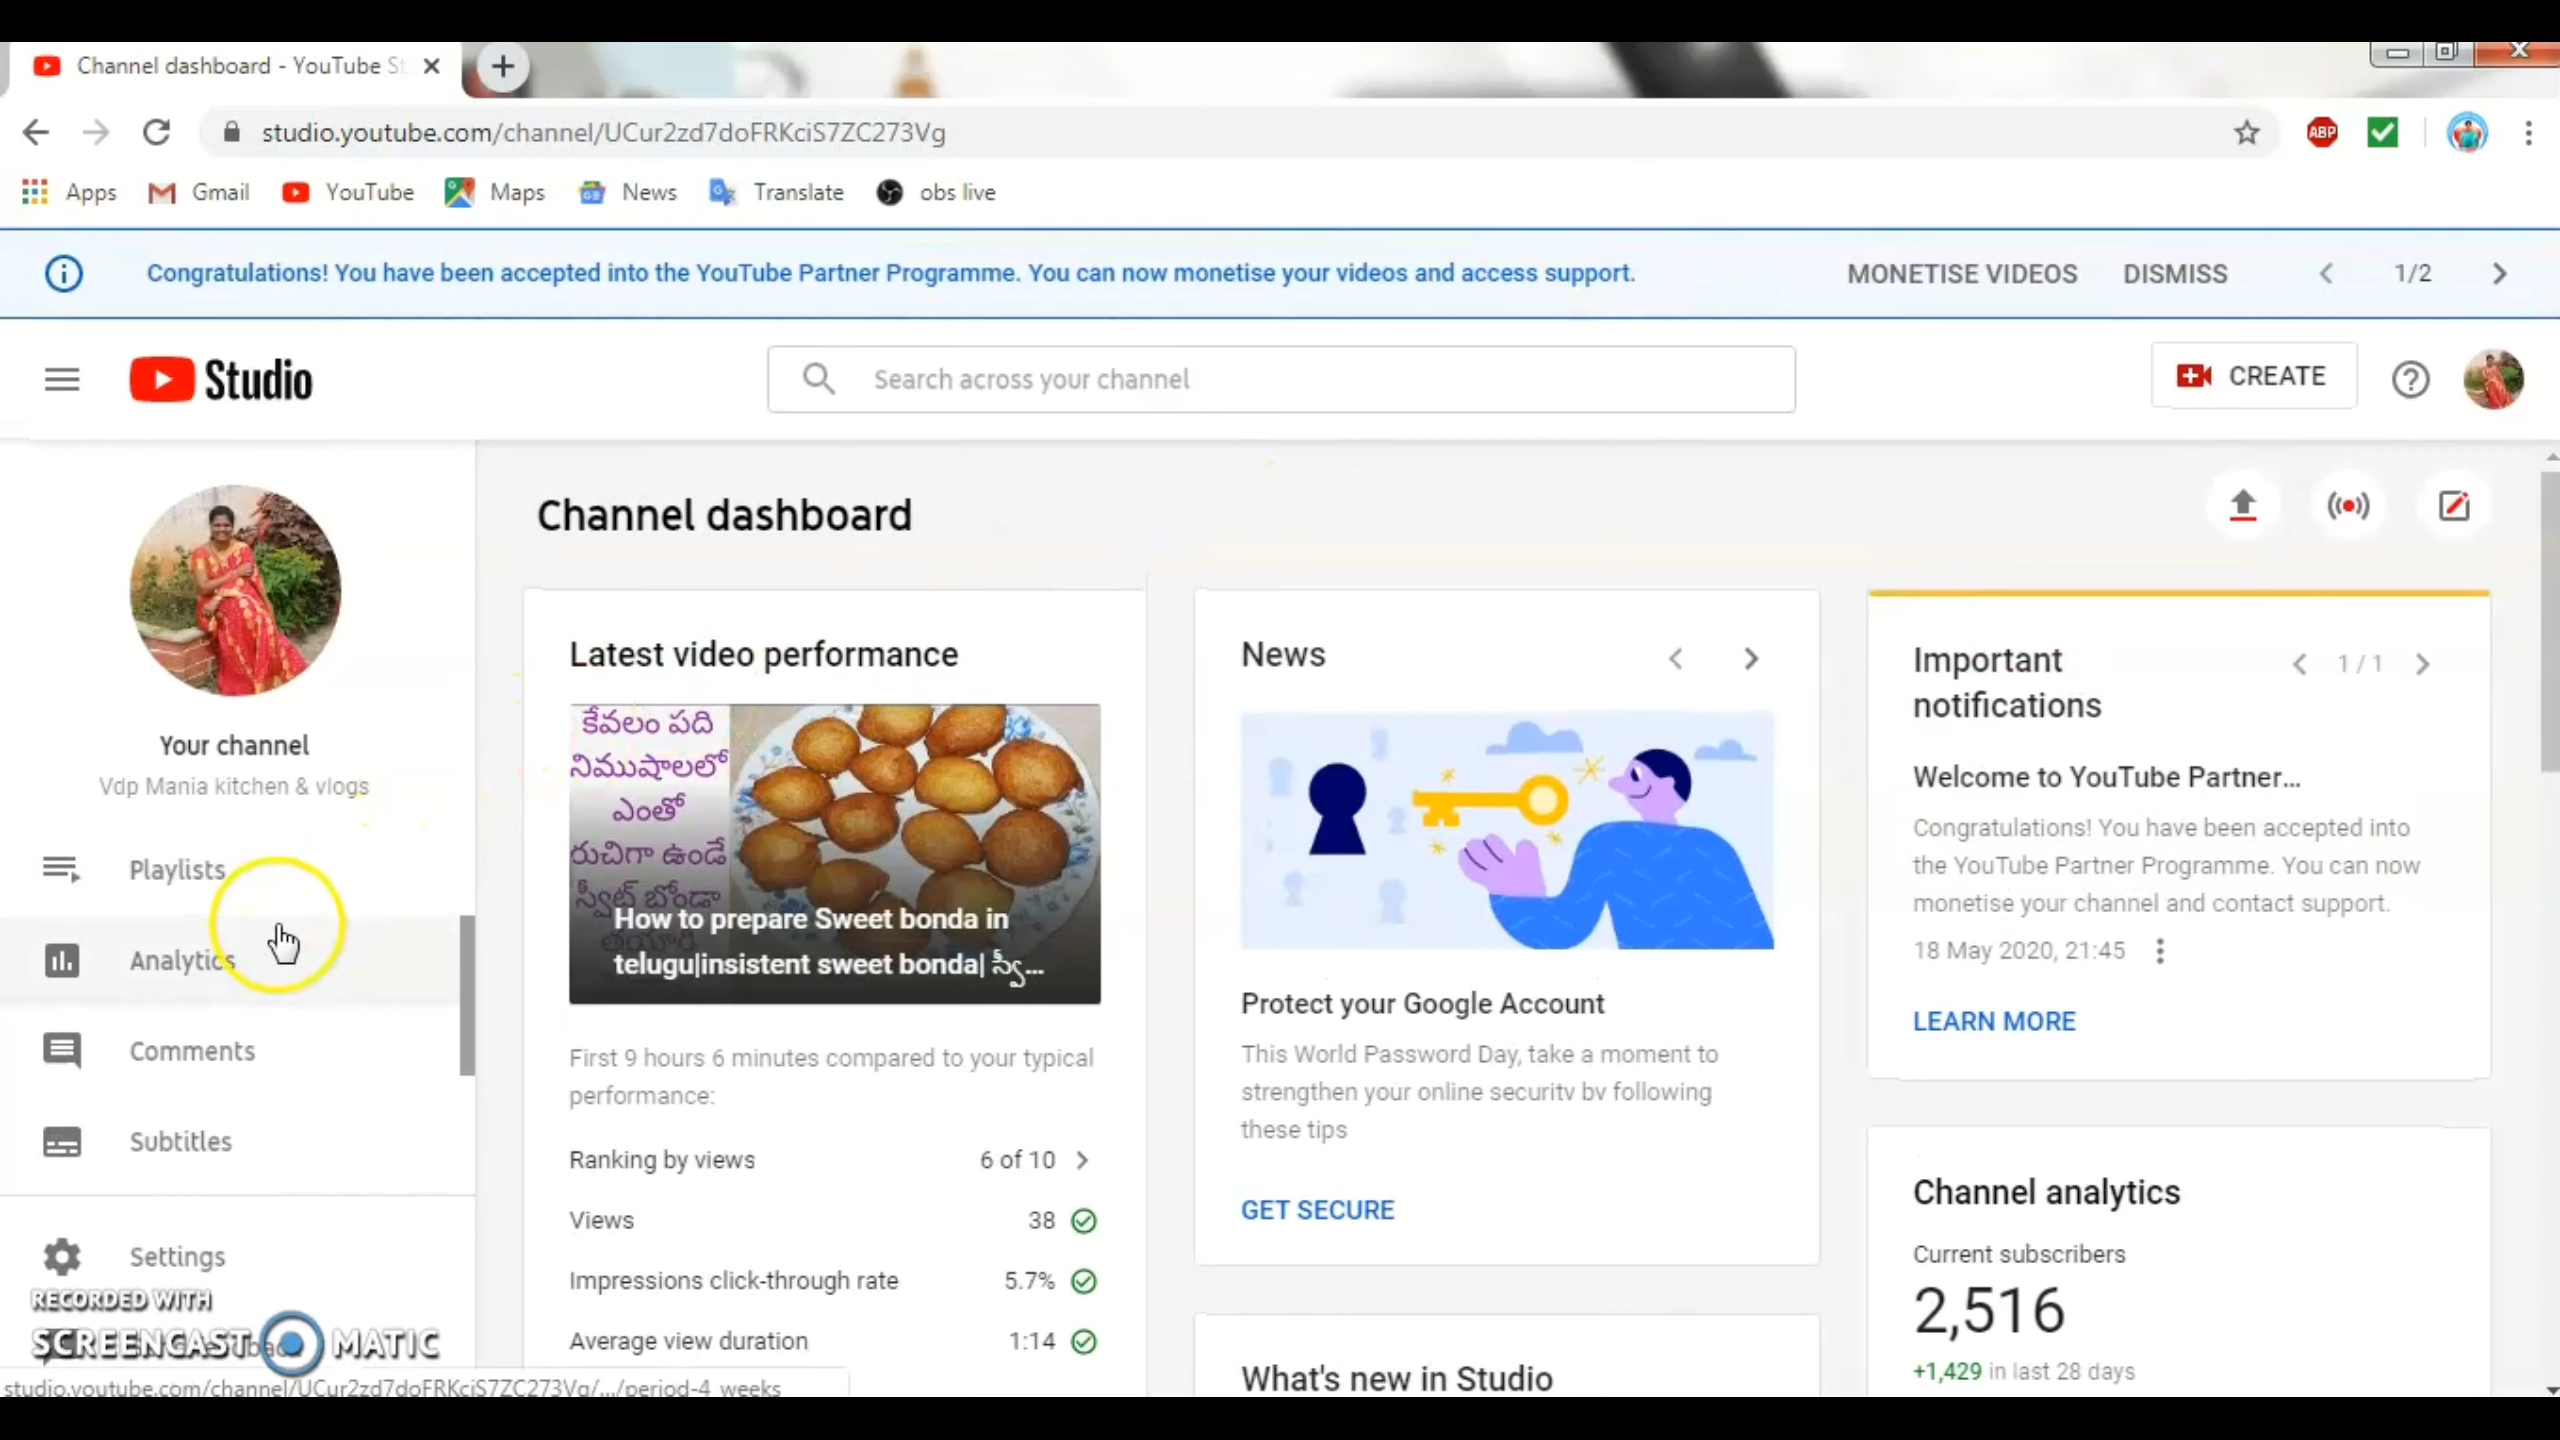 Channel dashboard - YouTube St
studio.youtube.com/channel/UCur2zd7doFRKciS7ZC273Vg
ABP
Apps
Gmail
YouTube
Maps
News
Translate
obs live
Congratulations! You have been accepted into the YouTube Partner Programme. You can now monetise your videos and access support.
MONETISE VIDEOS
DISMISS
1/2
Studio
Search across your channel
CREATE
Your channel
Vdp Mania kitchen & vlogs
Playlists
Analytics
Comments
Subtitles
Settings
RECORDED WITH
SCREENCAST MATIC
studio.youtube.com/channel/UCur2zd7doFRKciS7ZC273Vg/.../period-4_weeks
Channel dashboard
Latest video performance
కేవలం పది
నిముషాలలో
ఎంతో
రుచిగా ఉండే
స్వీట్ బోండా
తయారీ
How to prepare Sweet bonda in
telugu|insistent sweet bonda| స్వీ...
First 9 hours 6 minutes compared to your typical
performance:
Ranking by views 6 of 10
Views 38
Impressions click-through rate 5.7%
Average view duration 1:14
News
Protect your Google Account
This World Password Day, take a moment to
strengthen your online security by following
these tips
GET SECURE
What's new in Studio
Important
notifications
1 / 1
Welcome to YouTube Partner...
Congratulations! You have been accepted into
the YouTube Partner Programme. You can now
monetise your channel and contact support.
18 May 2020, 21:45
LEARN MORE
Channel analytics
Current subscribers
2,516
+1,429 in last 28 days